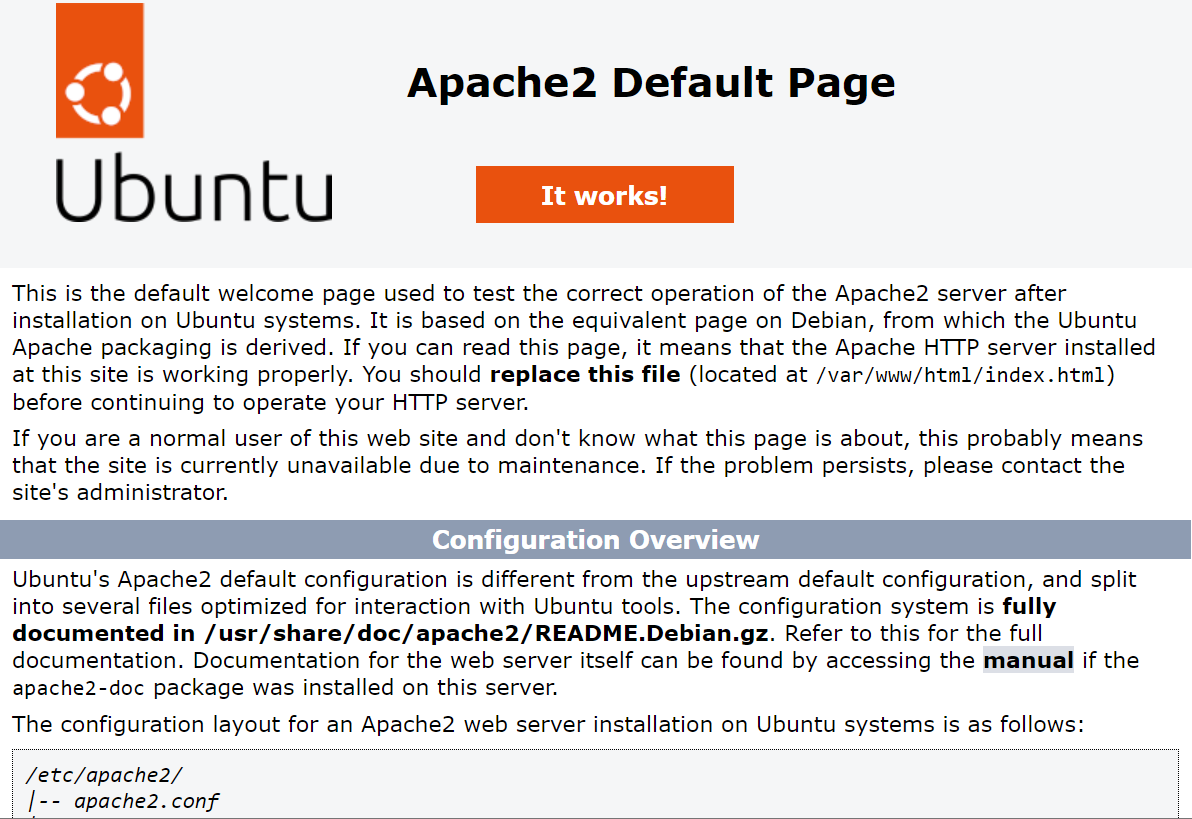 Ubuntu
Apache2 Default Page
It works!
This is the default welcome page used to test the correct operation of the Apache2 server after
installation on Ubuntu systems. It is based on the equivalent page on Debian, from which the Ubuntu
Apache packaging is derived. If you can read this page, it means that the Apache HTTP server installed
at this site is working properly. You should replace this file (located at /var/www/html/index.html)
before continuing to operate your HTTP server.
If you are a normal user of this web site and don't know what this page is about, this probably means
that the site is currently unavailable due to maintenance. If the problem persists, please contact the
site's administrator.
Configuration Overview
Ubuntu's Apache2 default configuration is different from the upstream default configuration, and split
into several files optimized for interaction with Ubuntu tools. The configuration system is fully
documented in /usr/share/doc/apache2/README.Debian.gz. Refer to this for the full
documentation. Documentation for the web server itself can be found by accessing the manual if the
apache2-doc package was installed on this server.
The configuration layout for an Apache2 web server installation on Ubuntu systems is as follows:
/etc/apache2/
|-- apache2.conf